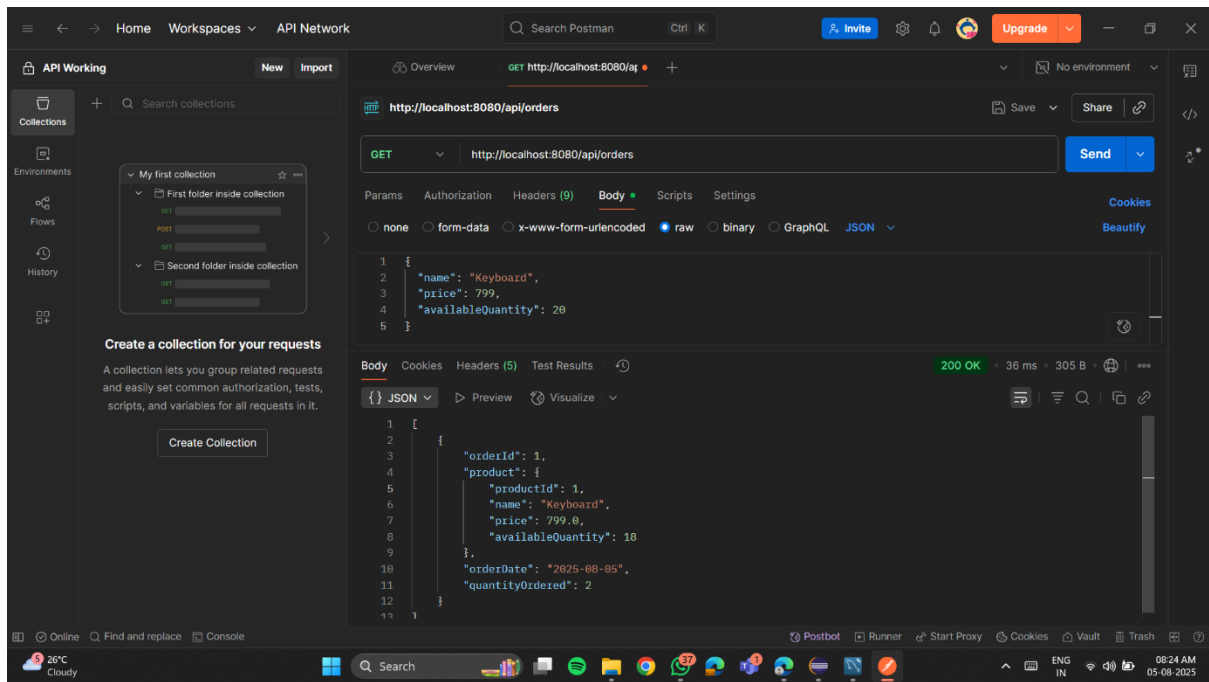 Home Workspaces API Network Search Postman Ctrl K Invite Upgrade
API Working New Import Overview GET http://localhost:8080/ap No environment
Collections
Search collections
Environments
Flows
History
My first collection
First folder inside collection
GET
POST
GET
Second folder inside collection
GET
GET
Create a collection for your requests
A collection lets you group related requests
and easily set common authorization, tests,
scripts, and variables for all requests in it.
Create Collection
HTTP http://localhost:8080/api/orders Save Share
GET http://localhost:8080/api/orders Send
Params Authorization Headers (9) Body Scripts Settings Cookies
none form-data x-www-form-urlencoded raw binary GraphQL JSON Beautify
1 {
2 "name": "Keyboard",
3 "price": 799,
4 "availableQuantity": 20
5 }
Body Cookies Headers (5) Test Results 200 OK 36 ms 305 B
{} JSON Preview Visualize
1 [
2 {
3 "orderId": 1,
4 "product": {
5 "productId": 1,
6 "name": "Keyboard",
7 "price": 799.0,
8 "availableQuantity": 18
9 },
10 "orderDate": "2025-08-05",
11 "quantityOrdered": 2
12 }
13 ]
Online Find and replace Console Postbot Runner Start Proxy Cookies Vault Trash
5 26°C
Cloudy
Search
37
1
ENG
IN
08:24 AM
05-08-2025